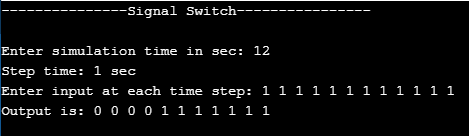 ---------------Signal Switch----------------
Enter simulation time in sec: 12
Step time: 1 sec
Enter input at each time step: 1 1 1 1 1 1 1 1 1 1 1 1
Output is: 0 0 0 0 1 1 1 1 1 1 1